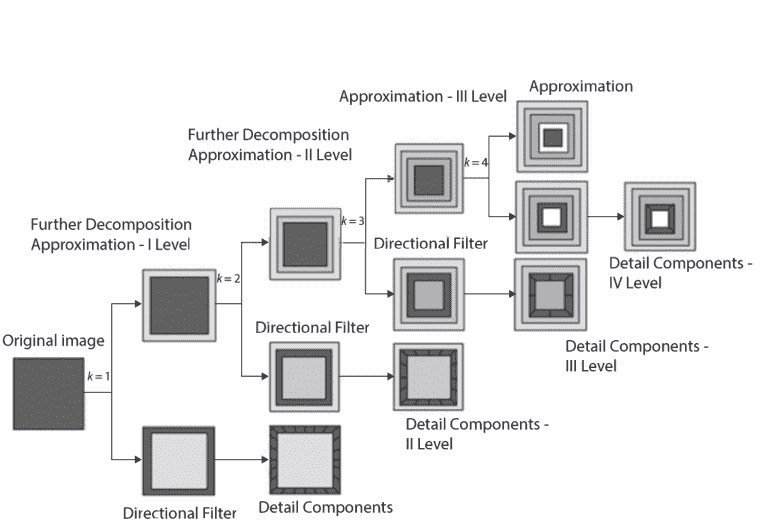 Approximation
Approximation - III Level
Further Decomposition
Approximation - II Level
k = 4
k = 3
Further Decomposition
Approximation - I Level
Directional Filter
Detail Components -
IV Level
k = 2
Original image
Directional Filter
Detail Components -
III Level
k = 1
Detail Components -
II Level
Directional Filter
Detail Components